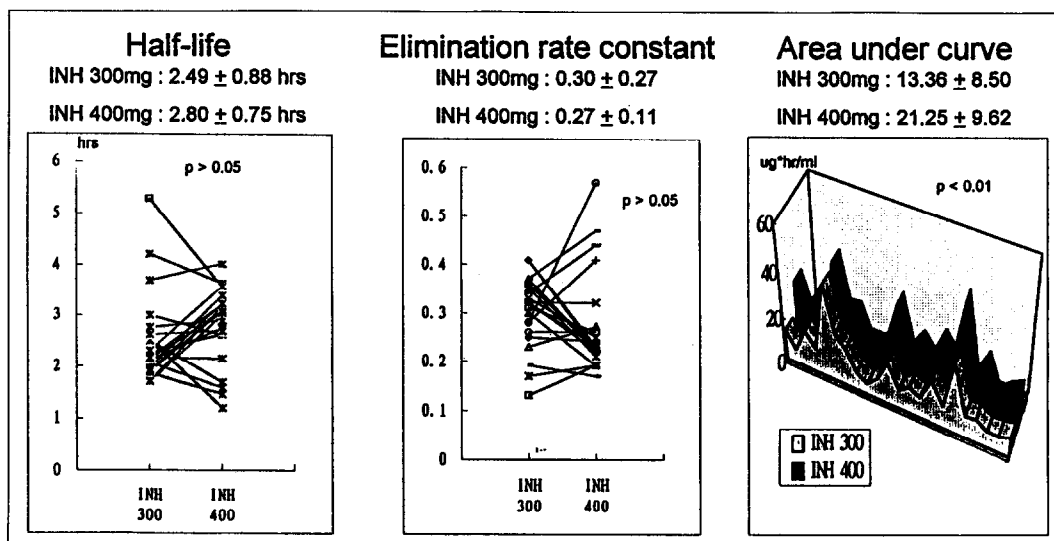 Half-life
INH 300mg : 2.49 ± 0.88 hrs
INH 400mg : 2.80 ± 0.75 hrs
hrs
p > 0.05
6
5
4
3
2
1
0
INH 300
INH 400
Elimination rate constant
INH 300mg : 0.30 ± 0.27
INH 400mg : 0.27 ± 0.11
p > 0.05
0.6
0.5
0.4
0.3
0.2
0.1
0
INH 300
INH 400
Area under curve
INH 300mg : 13.36 ± 8.50
INH 400mg : 21.25 ± 9.62
ug*hr/ml
p < 0.01
60
40
20
0
INH 300
INH 400